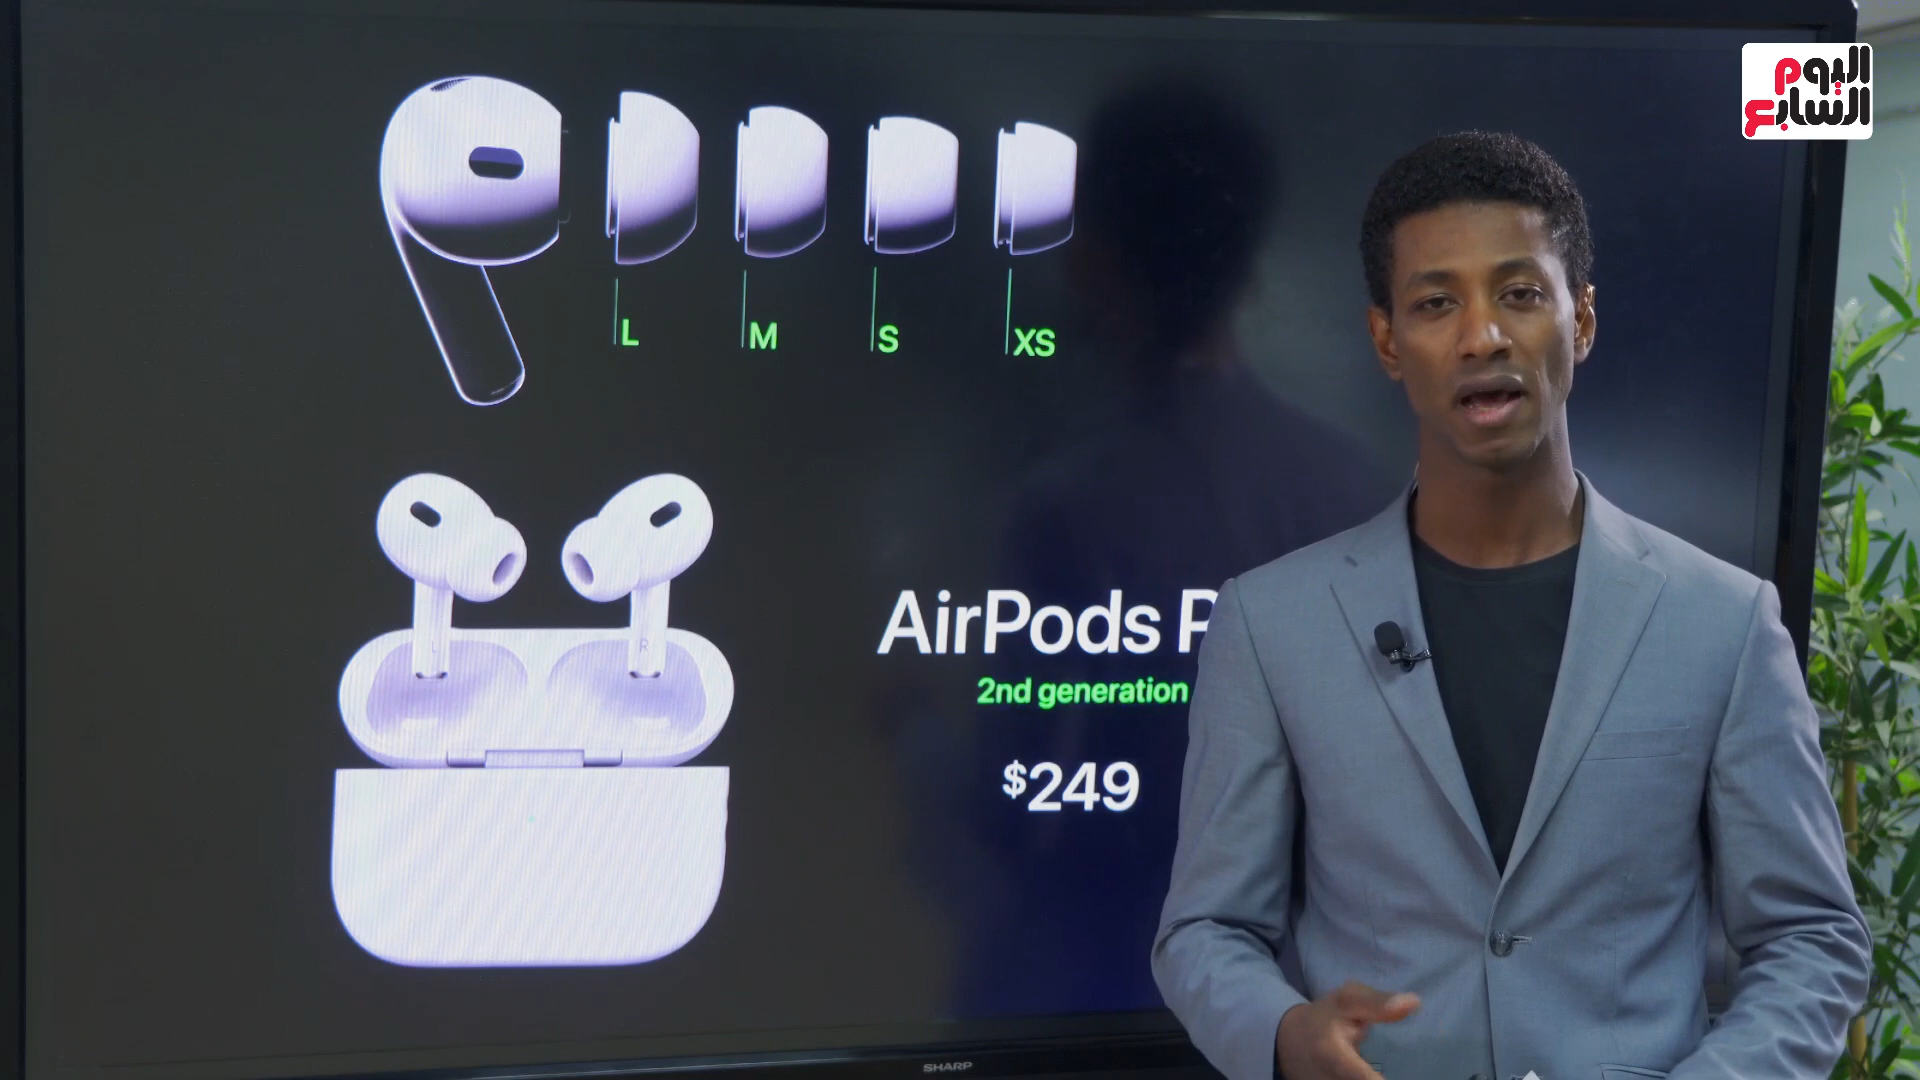 اليوم
السابع
L
M
S
XS
L
R
AirPods P
2nd generation
$249
SHARP